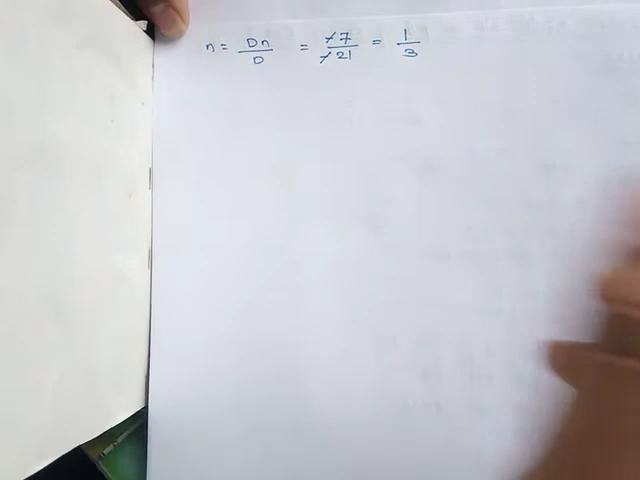 n = Dn/D = -7/-21 = 1/3